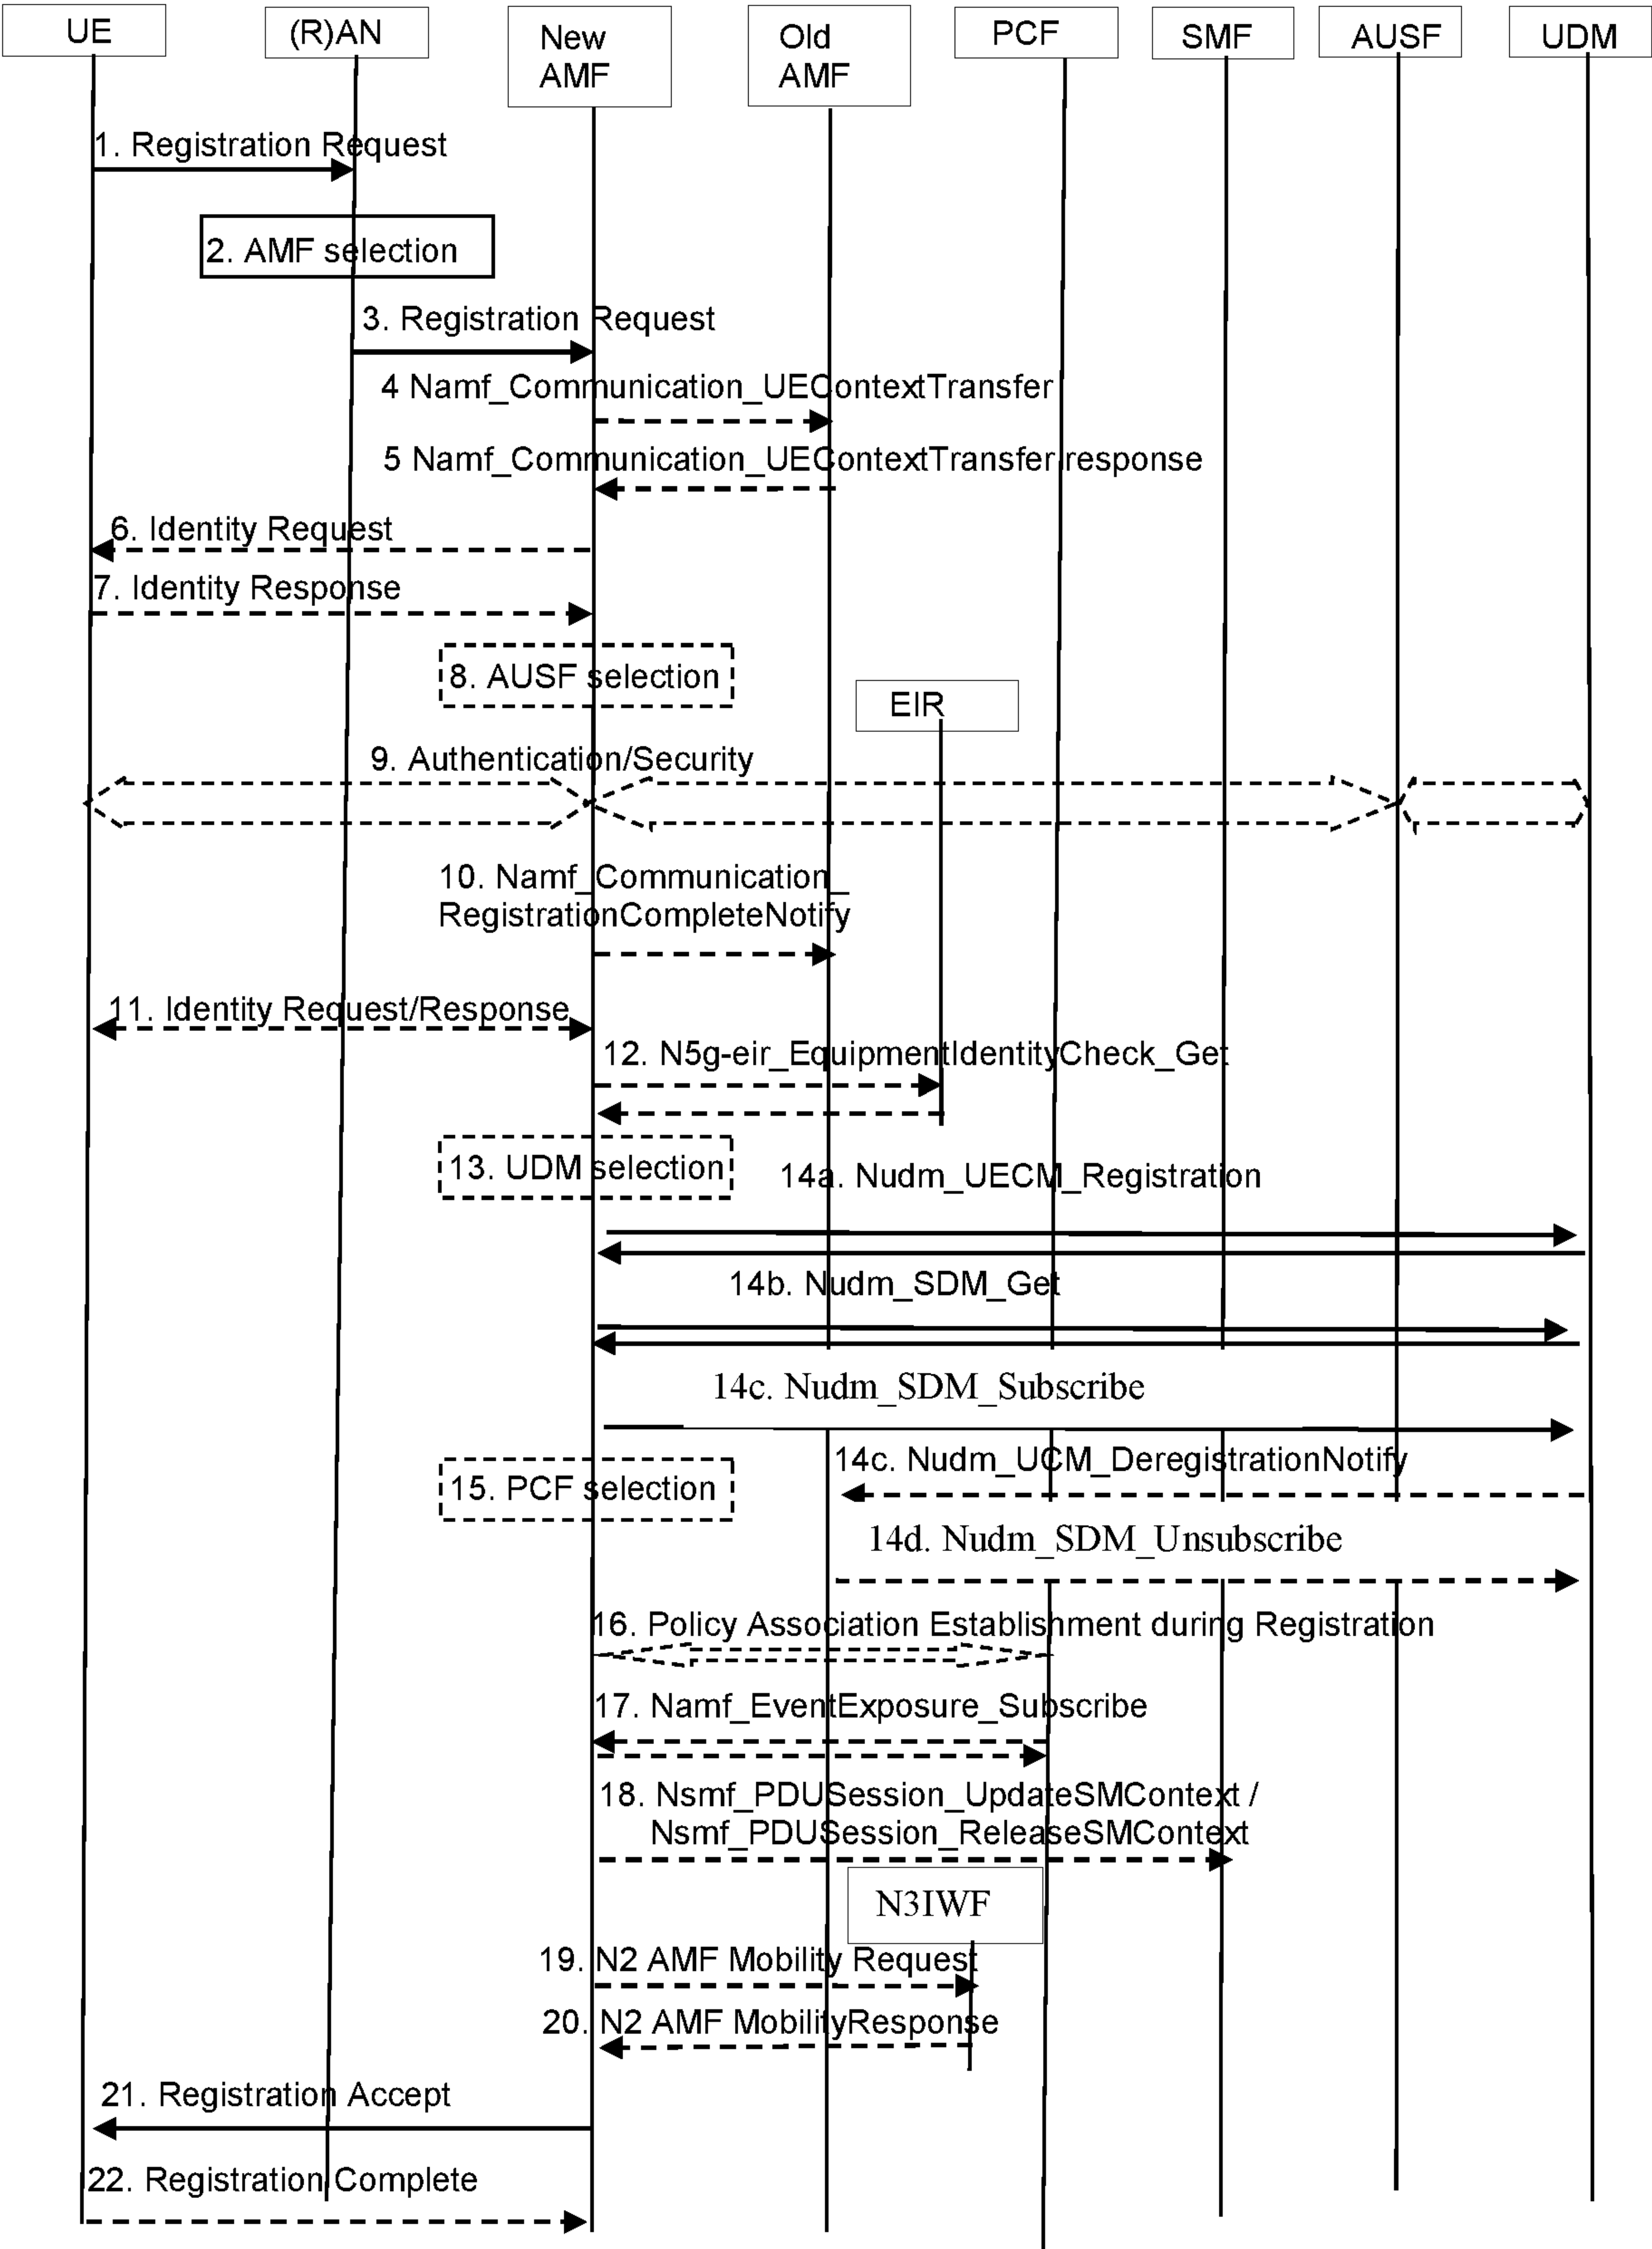 UE
(R)AN
New
AMF
Old
AMF
PCF
SMF
AUSF
UDM
1. Registration Request
2. AMF selection
3. Registration Request
4 Namf_Communication_UEContextTransfer
5 Namf_Communication_UEContextTransfer response
6. Identity Request
7. Identity Response
8. AUSF selection
EIR
9. Authentication/Security
10. Namf_Communication_
RegistrationCompleteNotify
11. Identity Request/Response
12. N5g-eir_EquipmentIdentityCheck_Get
13. UDM selection
14a. Nudm_UECM_Registration
14b. Nudm_SDM_Get
14c. Nudm_SDM_Subscribe
14c. Nudm_UCM_DeregistrationNotify
15. PCF selection
14d. Nudm_SDM_Unsubscribe
16. Policy Association Establishment during Registration
17. Namf_EventExposure_Subscribe
18. Nsmf_PDUSession_UpdateSMContext /
Nsmf_PDUSession_ReleaseSMContext
N3IWF
19. N2 AMF Mobility Request
20. N2 AMF MobilityResponse
21. Registration Accept
22. Registration Complete